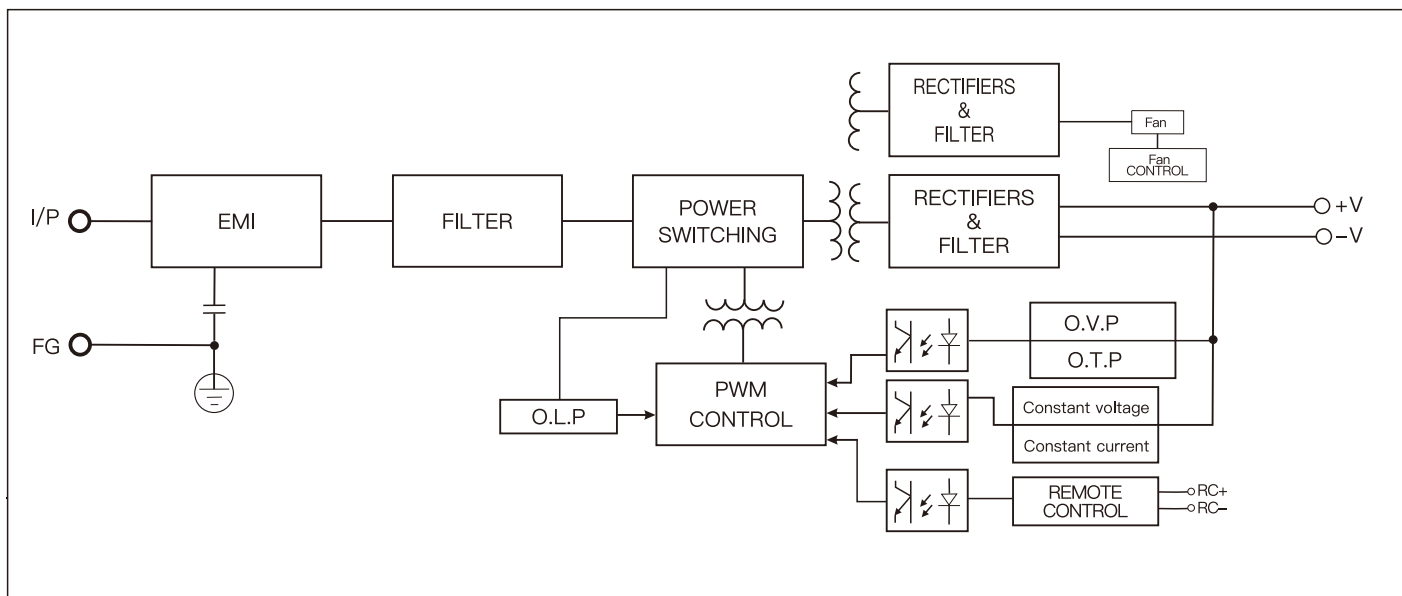 RECTIFIERS
&
FILTER
Fan
Fan
CONTROL
I/P
EMI
FILTER
POWER
SWITCHING
RECTIFIERS
&
FILTER
+V
−V
FG
O.V.P
O.T.P
O.L.P
PWM
CONTROL
Constant voltage
Constant current
REMOTE
CONTROL
RC+
RC−